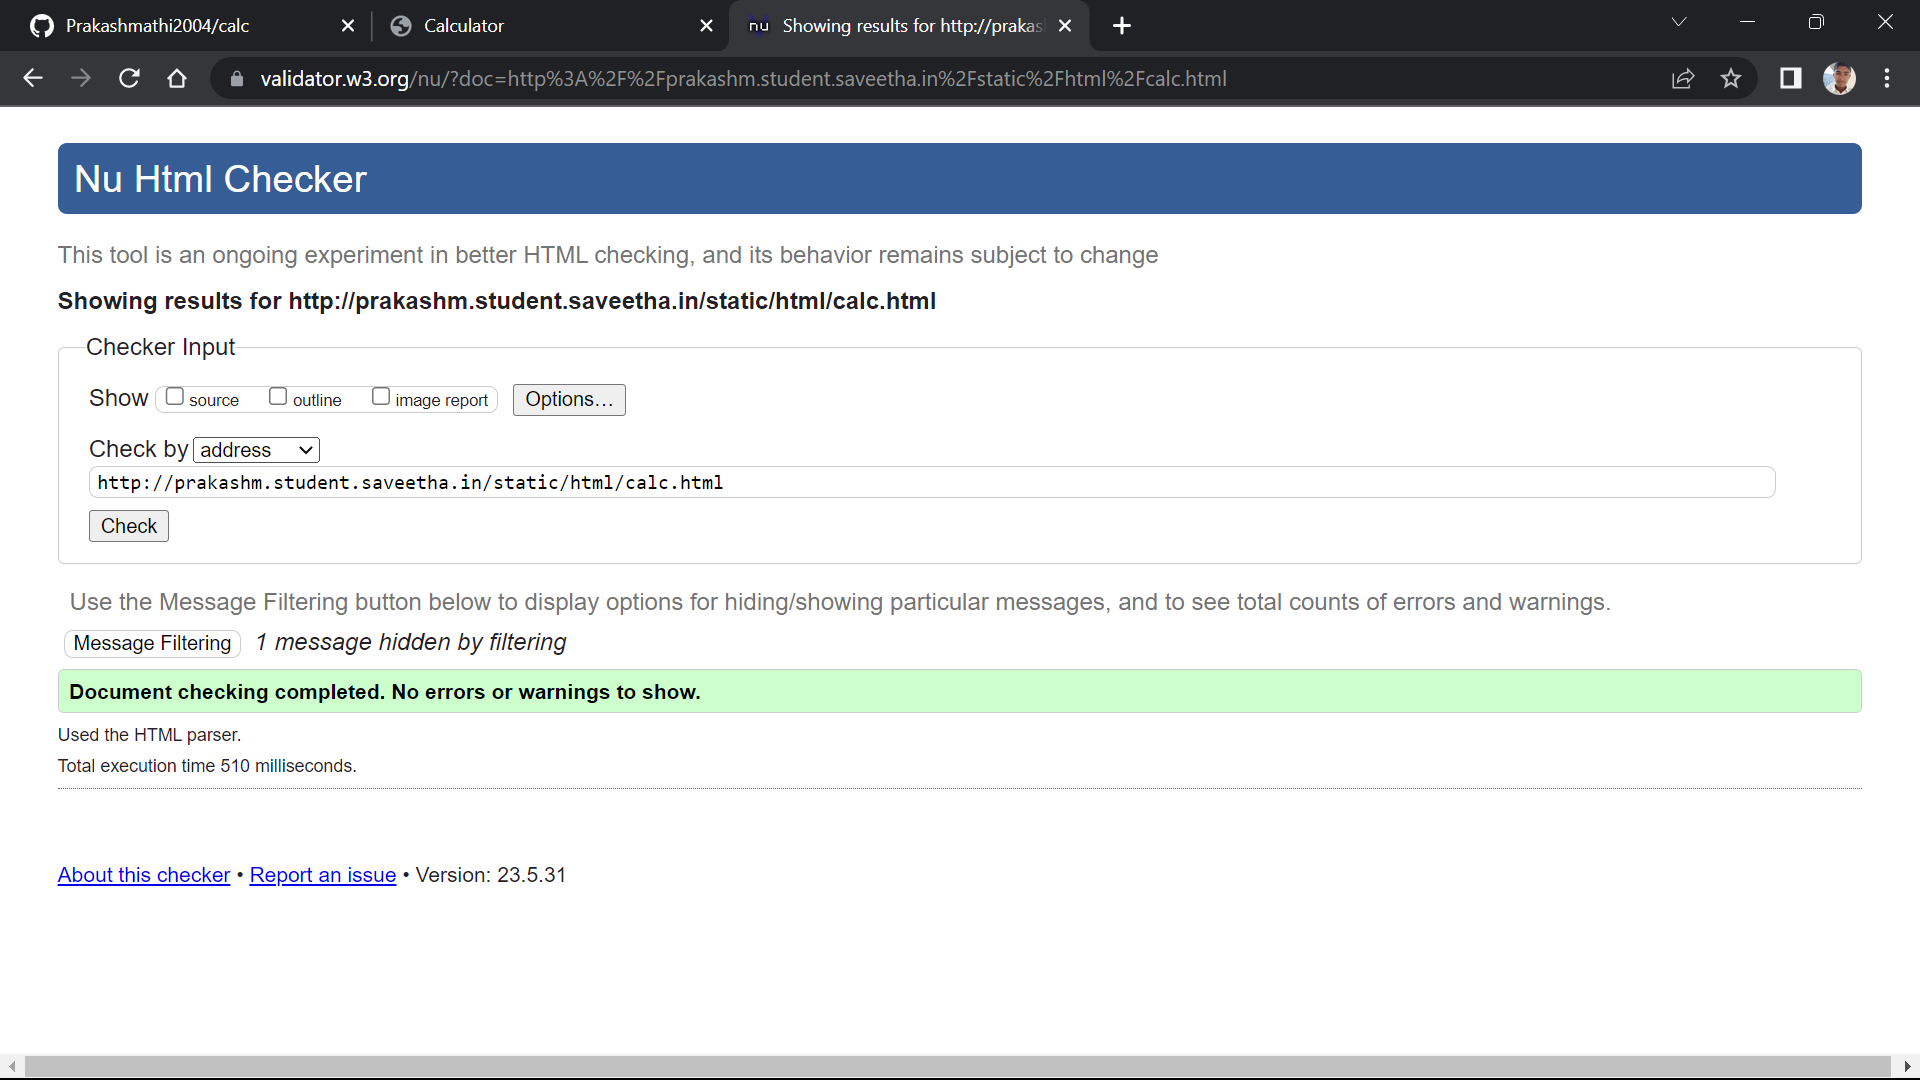 Prakashmathi2004/calc
Calculator
nu Showing results for http://prakas
validator.w3.org/nu/?doc=http%3A%2F%2Fprakashm.student.saveetha.in%2Fstatic%2Fhtml%2Fcalc.html
Nu Html Checker
This tool is an ongoing experiment in better HTML checking, and its behavior remains subject to change
Showing results for http://prakashm.student.saveetha.in/static/html/calc.html
Checker Input
Show source outline image report Options...
Check by address
http://prakashm.student.saveetha.in/static/html/calc.html
Check
Use the Message Filtering button below to display options for hiding/showing particular messages, and to see total counts of errors and warnings.
Message Filtering 1 message hidden by filtering
Document checking completed. No errors or warnings to show.
Used the HTML parser.
Total execution time 510 milliseconds.
About this checker • Report an issue • Version: 23.5.31